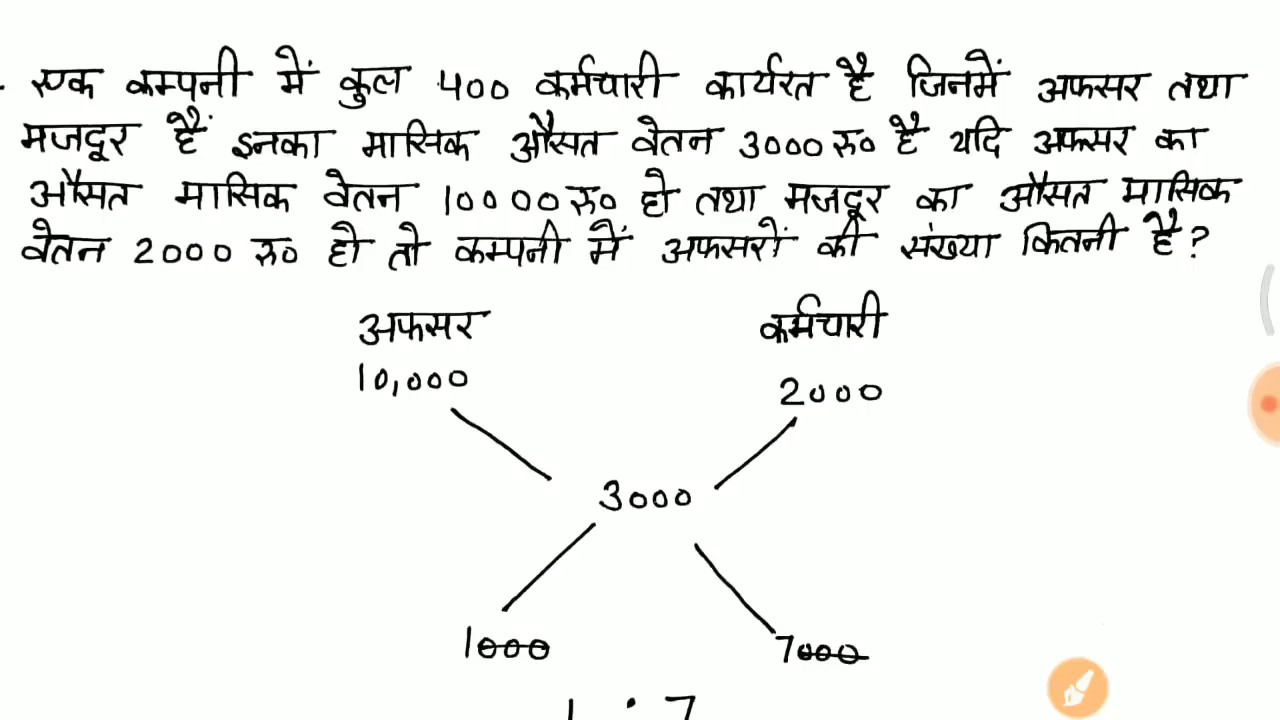 एक कम्पनी में कुल 400 कर्मचारी कार्यरत है जिनमें अफसर तथा
मजदूर हैं इनका मासिक औसत वेतन 3000 रु० है यदि अफसर का
औसत मासिक वेतन 10000 रु० हो तथा मजदूर का औसत मासिक
वेतन 2000 रु० हो तो कम्पनी में अफसरों की संख्या कितनी है?
अफसर कर्मचारी
10,000 2000
3000
1000 7000
1 : 7